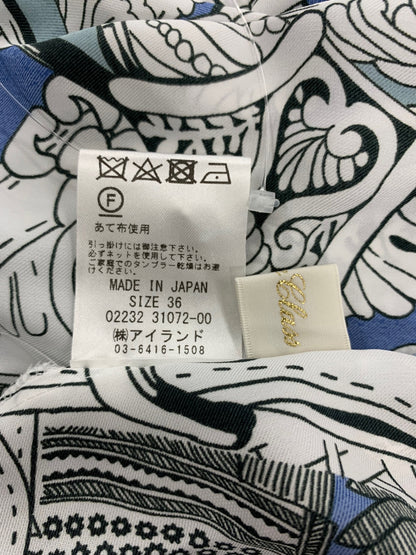 F
あて布使用
引っ掛けには御注意下さい。
必ずネットを使用して下さい。
ご家庭でのタンブラー乾燥はお避
けください。
MADE IN JAPAN
SIZE 36
02232 31072-00
㈱アイランド
03-6416-1508